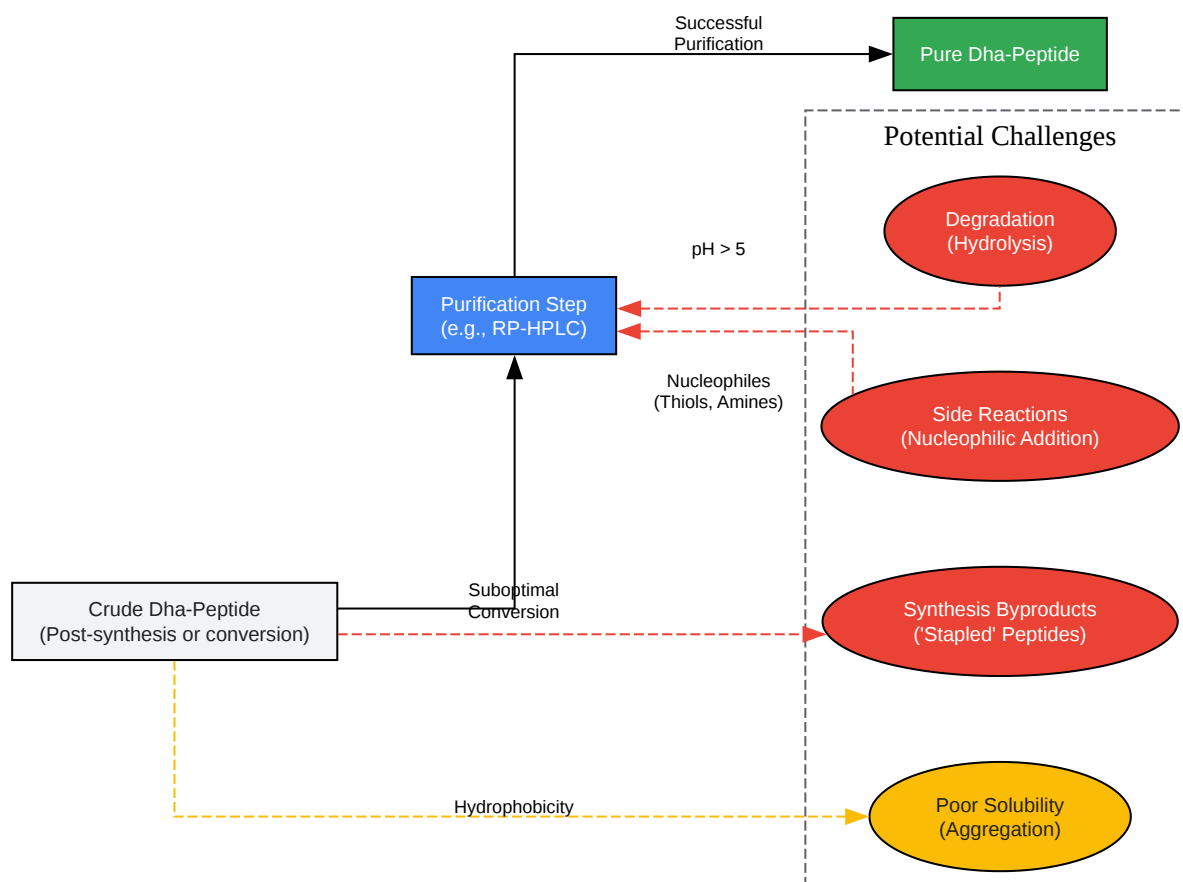 Successful
Purification
Pure Dha-Peptide
Potential Challenges
Degradation
(Hydrolysis)
pH > 5
Purification Step
(e.g., RP-HPLC)
Nucleophiles
(Thiols, Amines)
Side Reactions
(Nucleophilic Addition)
Crude Dha-Peptide
(Post-synthesis or conversion)
Suboptimal
Conversion
Synthesis Byproducts
('Stapled' Peptides)
Hydrophobicity
Poor Solubility
(Aggregation)